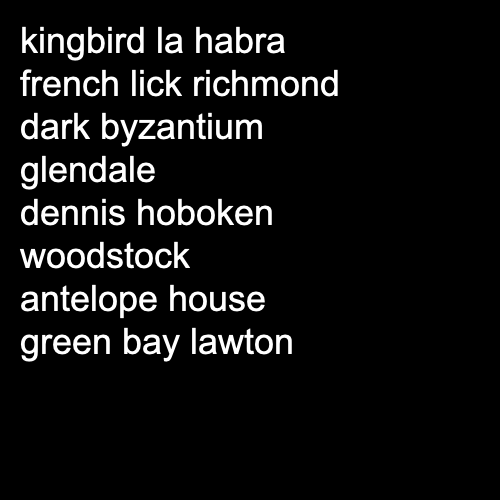 kingbird la habra
french lick richmond
dark byzantium
glendale
dennis hoboken
woodstock
antelope house
green bay lawton